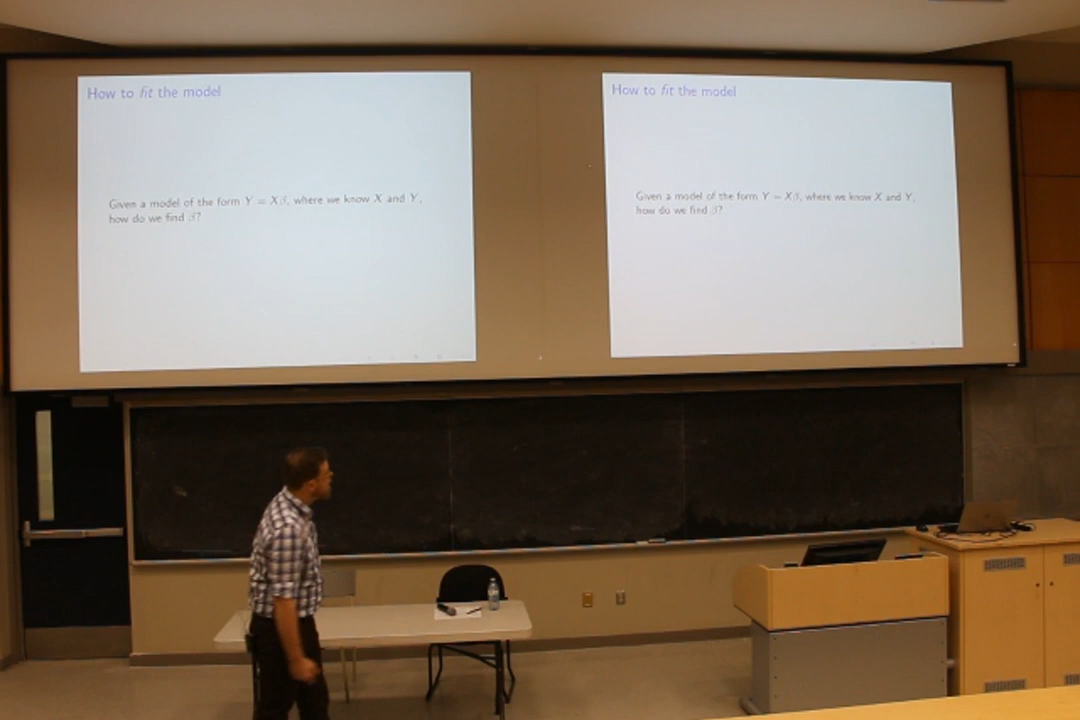 How to fit the model
Given a model of the form Y = Xβ, where we know X and Y,
how do we find β?
How to fit the model
Given a model of the form Y = Xβ, where we know X and Y,
how do we find β?